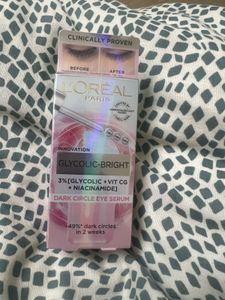 CLINICALLY PROVEN
BEFORE
AFTER
L'ORÉAL
PARIS
INNOVATION
GLYCOLIC-BRIGHT
3% [GLYCOLIC + VIT CG
+ NIACINAMIDE]
DARK CIRCLE EYE SERUM
-49%* dark circles
in 2 weeks